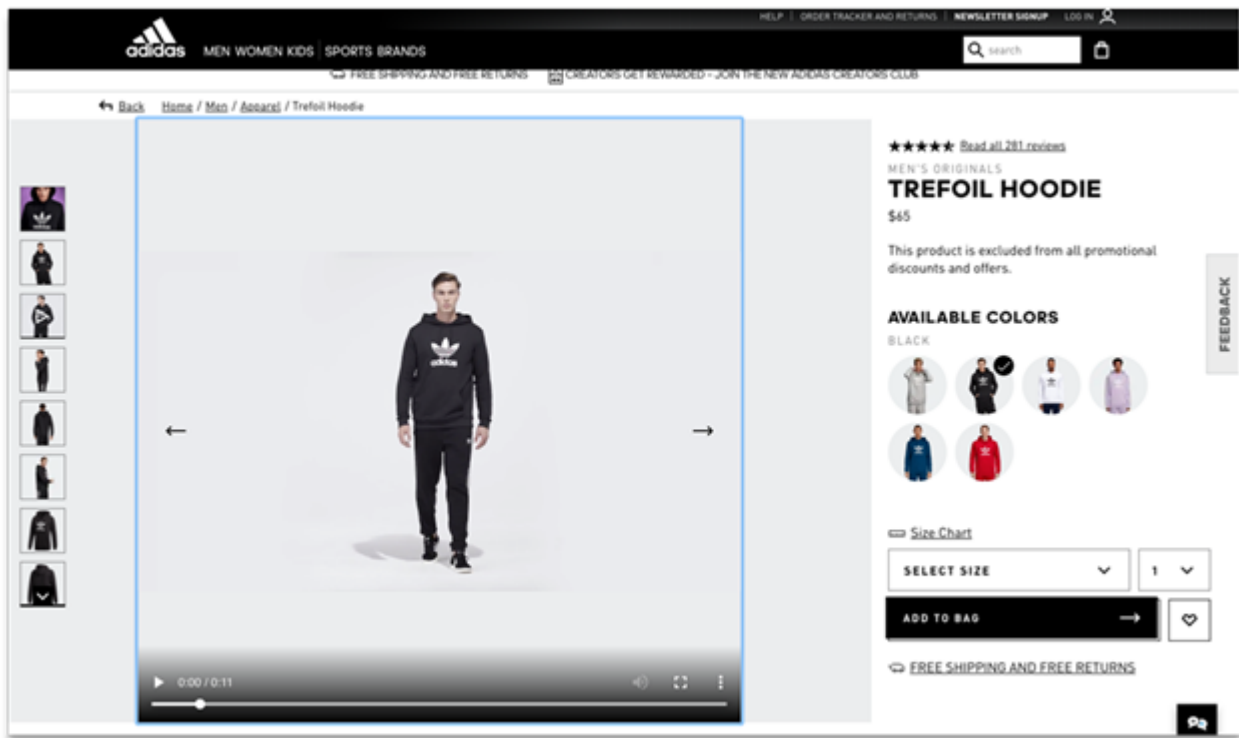 HELP | ORDER TRACKER AND RETURNS | NEWSLETTER SIGNUP LOG IN
adidas MEN WOMEN KIDS SPORTS BRANDS
search
FREE SHIPPING AND FREE RETURNS CREATORS GET REWARDED - JOIN THE NEW ADIDAS CREATORS CLUB
Back Home / Men / Apparel / Trefoil Hoodie
Read all 281 reviews
MEN'S ORIGINALS
TREFOIL HOODIE
$65
This product is excluded from all promotional
discounts and offers.
FEEDBACK
AVAILABLE COLORS
BLACK
adidas
Size Chart
SELECT SIZE 1
ADD TO BAG
FREE SHIPPING AND FREE RETURNS
0:00 / 0:11